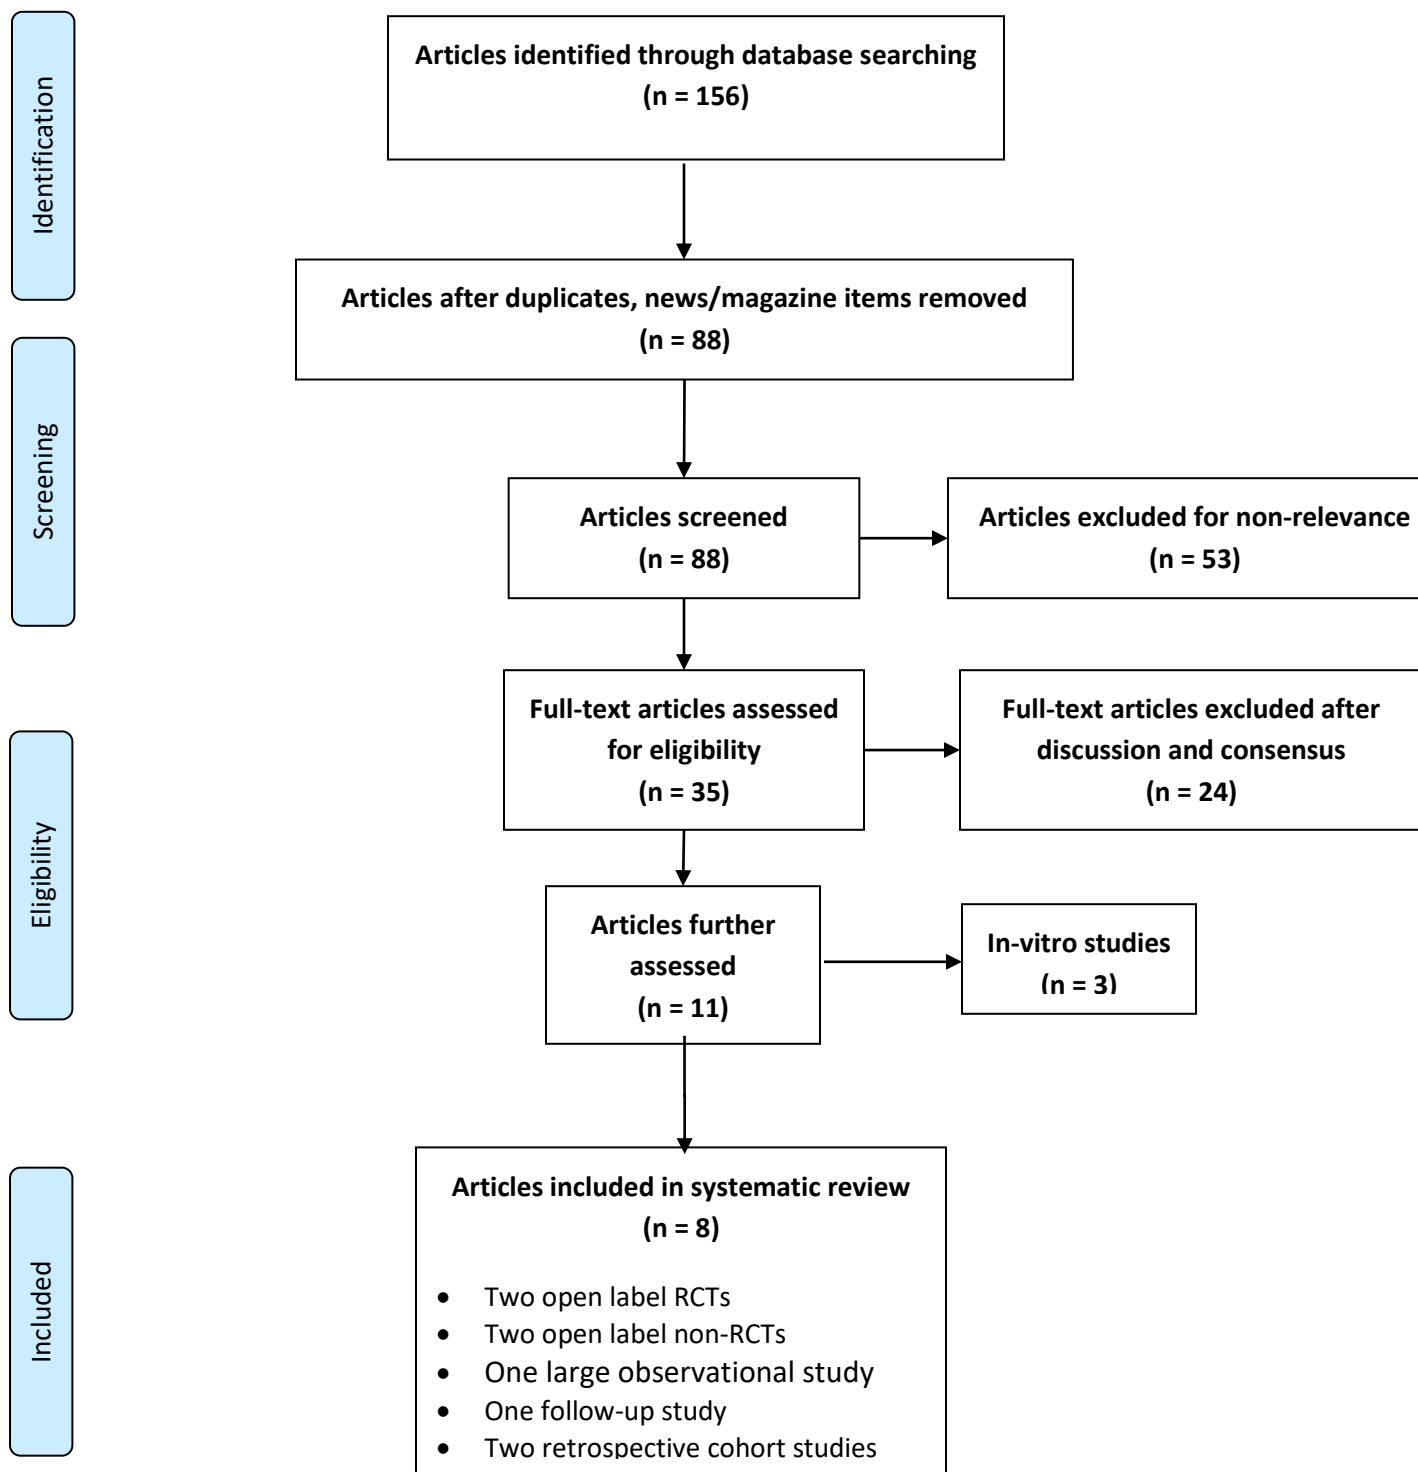 Identification
Articles identified through database searching
(n = 156)
Articles after duplicates, news/magazine items removed
(n = 88)
Screening
Articles screened
(n = 88)
Articles excluded for non-relevance
(n = 53)
Eligibility
Full-text articles assessed
for eligibility
(n = 35)
Full-text articles excluded after
discussion and consensus
(n = 24)
Articles further
assessed
(n = 11)
In-vitro studies
(n = 3)
Included
Articles included in systematic review
(n = 8)
• Two open label RCTs
• Two open label non-RCTs
• One large observational study
• One follow-up study
• Two retrospective cohort studies